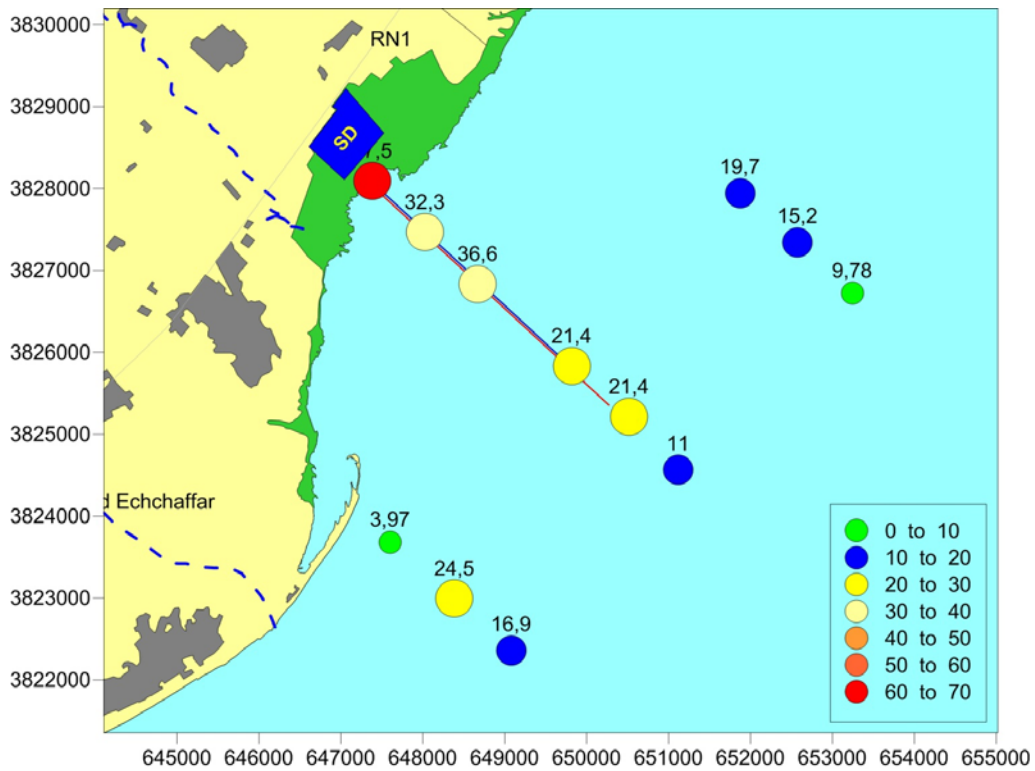 3830000
RN1
3829000
SD
3828000
19,7
32,3
15,2
3827000
36,6
9,78
3826000
21,4
21,4
3825000
11
d Echchaffar
3824000
3,97
24,5
3823000
16,9
3822000
0 to 10
10 to 20
20 to 30
30 to 40
40 to 50
50 to 60
60 to 70
645000 646000 647000 648000 649000 650000 651000 652000 653000 654000 655000